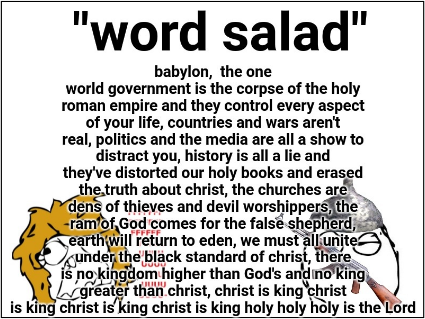 "word salad"
babylon, the one
world government is the corpse of the holy
roman empire and they control every aspect
of your life, countries and wars aren't
real, politics and the media are all a show to
distract you, history is all a lie and
they've distorted our holy books and erased
the truth about christ, the churches are
dens of thieves and devil worshippers, the
ram of God comes for the false shepherd,
earth will return to eden, we must all unite
under the black standard of christ, there
is no kingdom higher than God's and no king
greater than christ, christ is king christ
is king christ is king christ is king holy holy holy is the Lord